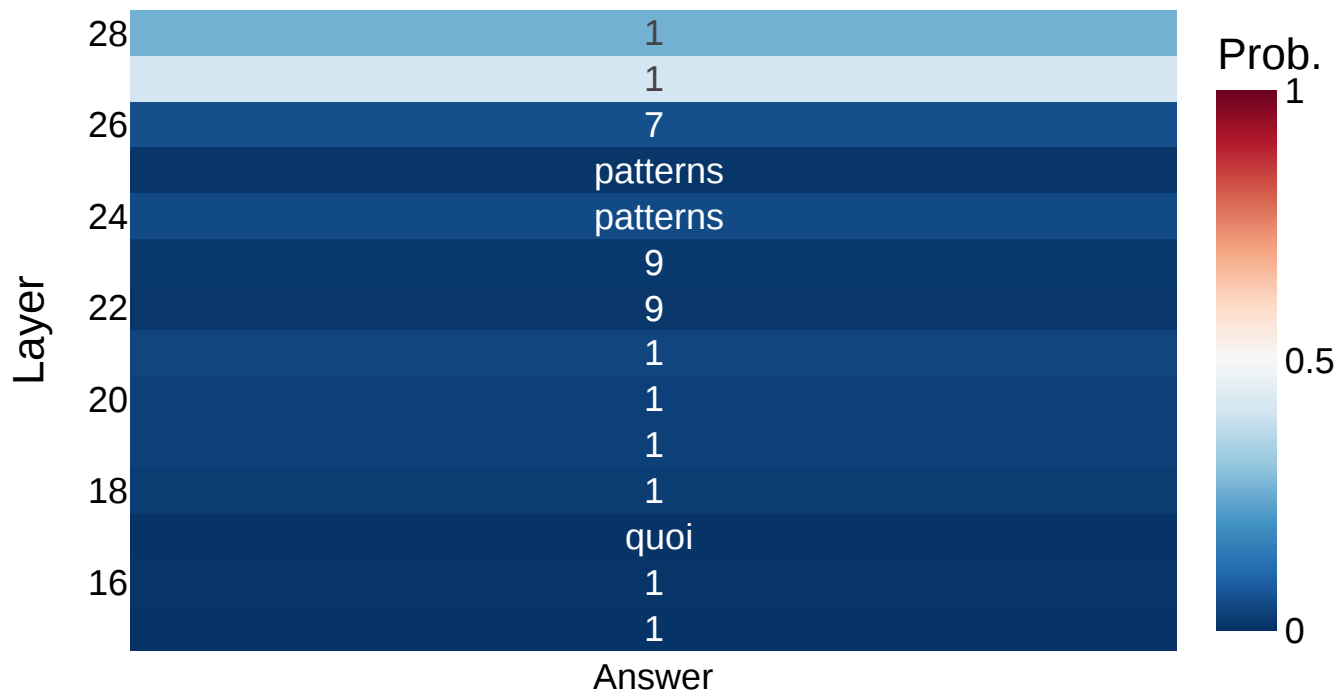 28 1
1
26 7
patterns
24 patterns
9
22 9
1
20 1
1
18 1
quoi
16 1
1
Layer
Answer
Prob.
1
0.5
0